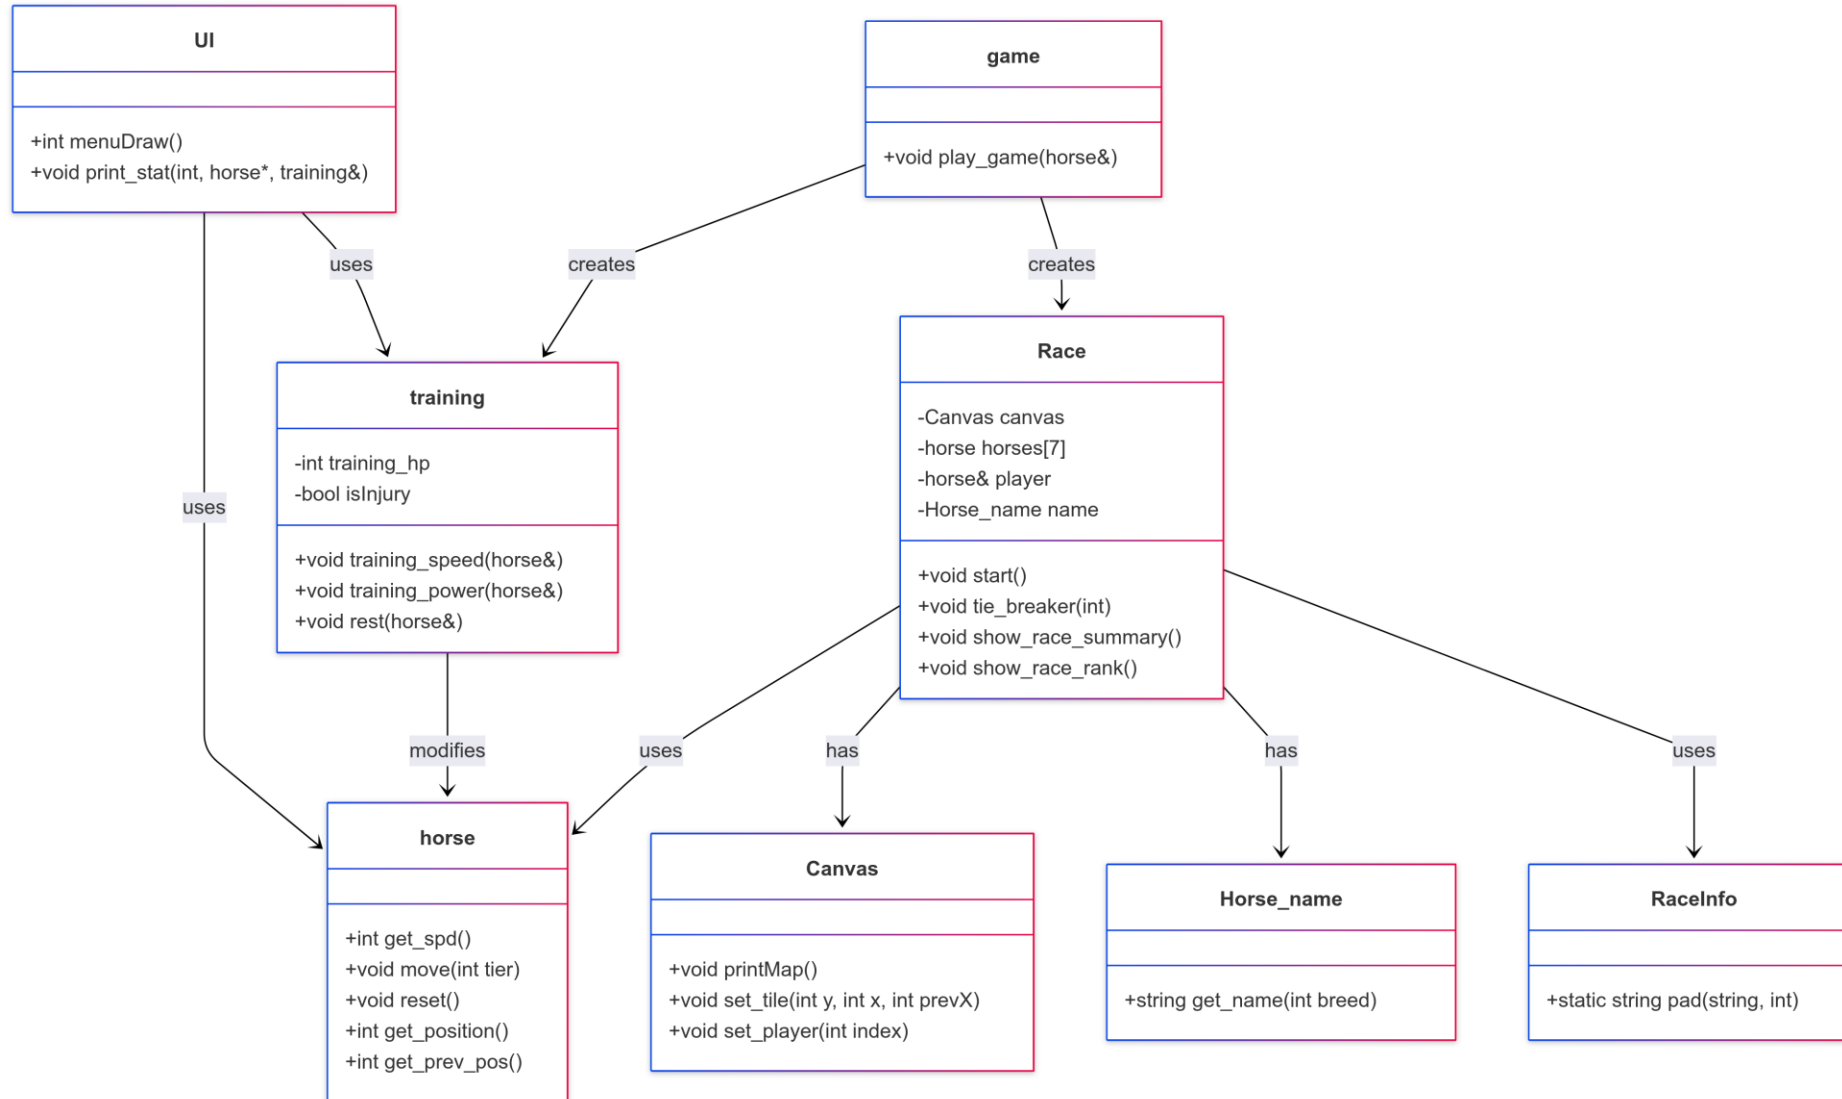 UI
+int menuDraw()
+void print_stat(int, horse*, training&)
game
+void play_game(horse&)
uses
creates
creates
training
-int training_hp
-bool isInjury
+void training_speed(horse&)
+void training_power(horse&)
+void rest(horse&)
Race
-Canvas canvas
-horse horses[7]
-horse& player
-Horse_name name
+void start()
+void tie_breaker(int)
+void show_race_summary()
+void show_race_rank()
uses
modifies
uses
has
has
uses
horse
+int get_spd()
+void move(int tier)
+void reset()
+int get_position()
+int get_prev_pos()
Canvas
+void printMap()
+void set_tile(int y, int x, int prevX)
+void set_player(int index)
Horse_name
+string get_name(int breed)
RaceInfo
+static string pad(string, int)